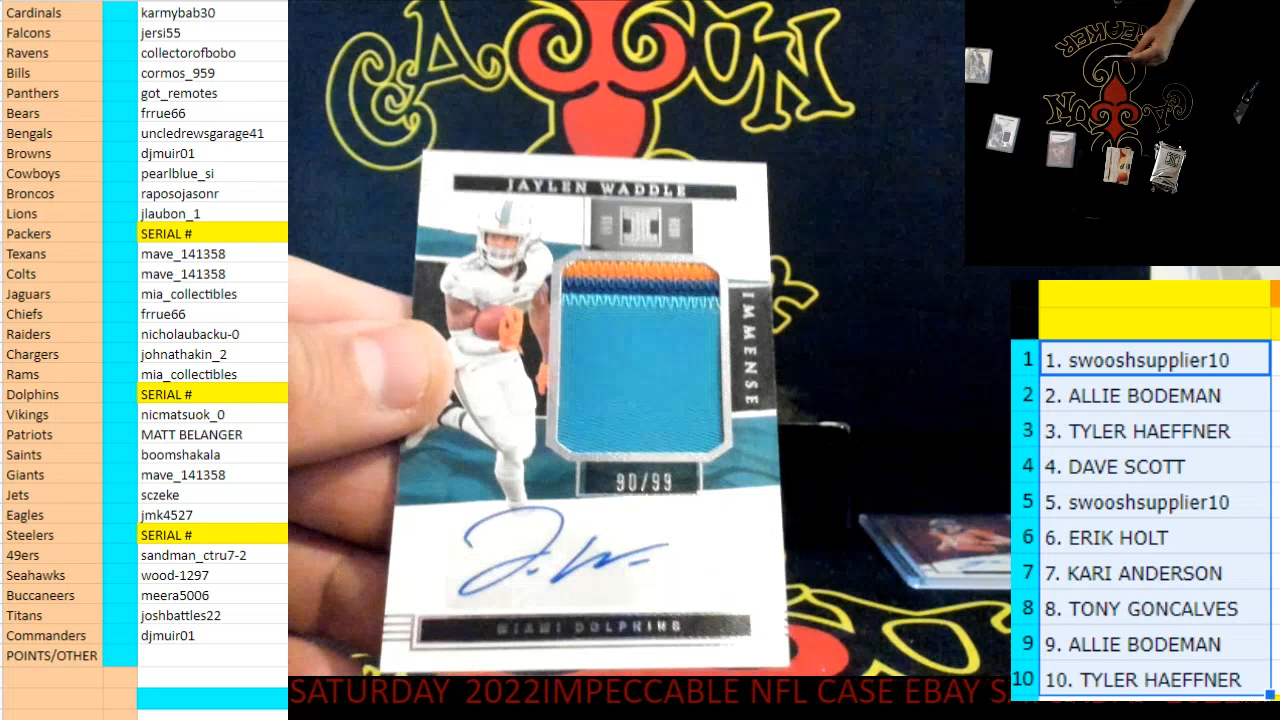 Cardinals karmybab30
Falcons jersi55
Ravens collectorofbobo
Bills cormos_959
Panthers got_remotes
Bears frrue66
Bengals uncledrewsgarage41
Browns djmuir01
Cowboys pearlblue_si
Broncos raposojasonr
Lions jlaubon_1
Packers SERIAL #
Texans mave_141358
Colts mave_141358
Jaguars mia_collectibles
Chiefs frrue66
Raiders nicholaubacku-0
Chargers johnathakin_2
Rams mia_collectibles
Dolphins SERIAL #
Vikings nicmatsuok_0
Patriots MATT BELANGER
Saints boomshakala
Giants mave_141358
Jets sczeke
Eagles jmk4527
Steelers SERIAL #
49ers sandman_ctru7-2
Seahawks wood-1297
Buccaneers meera5006
Titans joshbattles22
Commanders djmuir01
POINTS/OTHER
JAYLEN WADDLE
IMMENSE
90/99
J. W
MIAMI DOLPHINS
SATURDAY 2022IMPECCABLE NFL CASE EBAY
1 1. swooshsupplier10
2 2. ALLIE BODEMAN
3 3. TYLER HAEFFNER
4 4. DAVE SCOTT
5 5. swooshsupplier10
6 6. ERIK HOLT
7 7. KARI ANDERSON
8 8. TONY GONCALVES
9 9. ALLIE BODEMAN
10 10. TYLER HAEFFNER